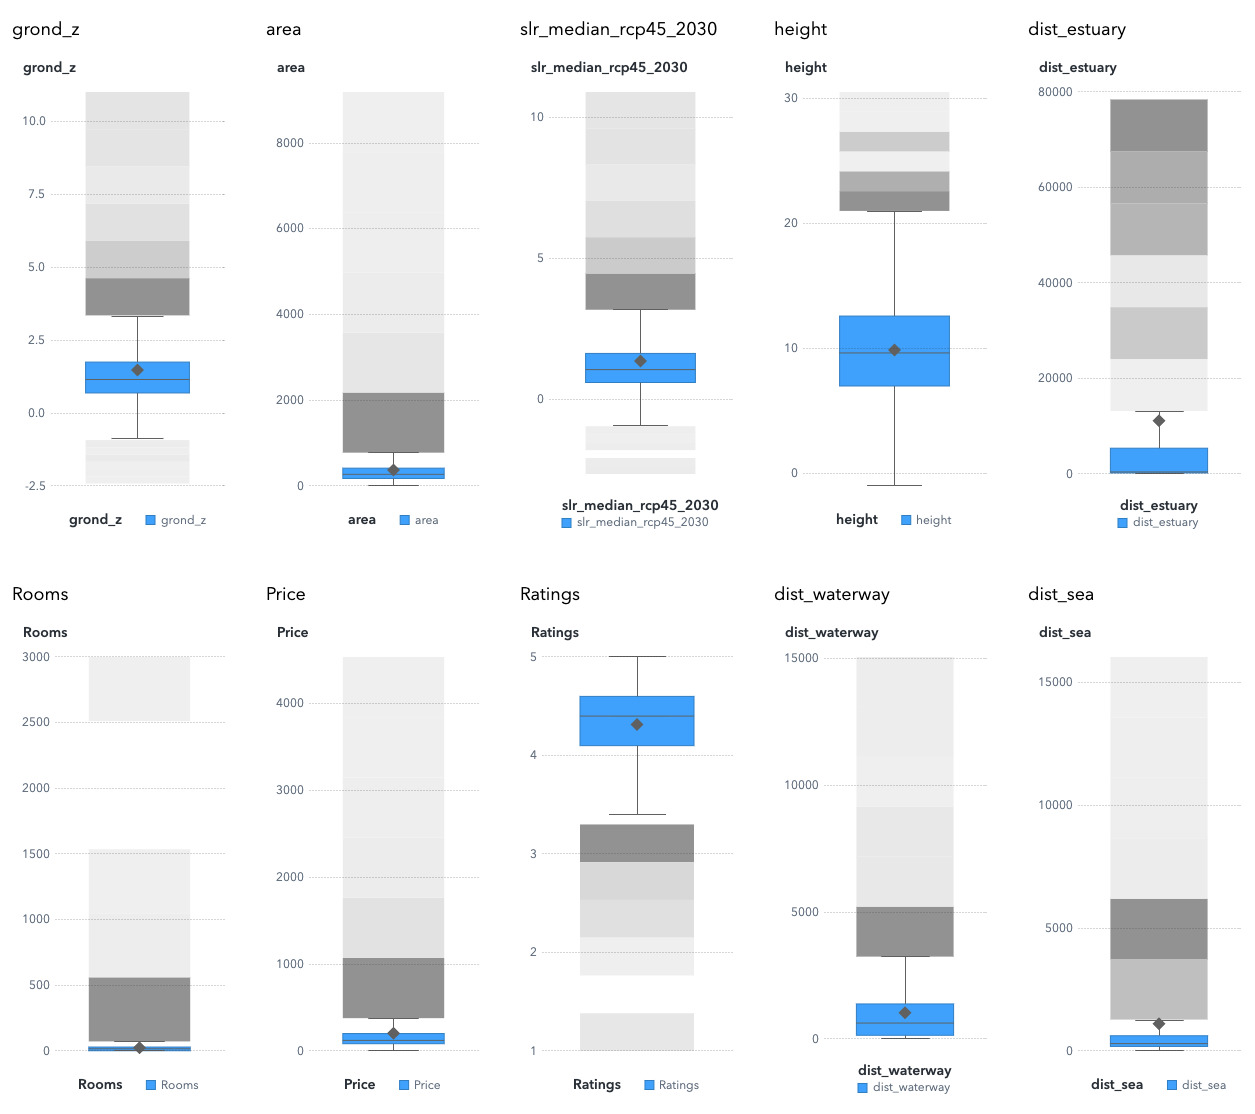 grond_z
grond_z
10.0
7.5
5.0
2.5
0.0
-2.5
grond_z grond_z
area
area
8000
6000
4000
2000
0
area area
slr_median_rcp45_2030
slr_median_rcp45_2030
10
5
0
slr_median_rcp45_2030
slr_median_rcp45_2030
height
height
30
20
10
0
height height
dist_estuary
dist_estuary
80000
60000
40000
20000
0
dist_estuary
dist_estuary
Rooms
Rooms
3000
2500
2000
1500
1000
500
0
Rooms Rooms
Price
Price
4000
3000
2000
1000
0
Price Price
Ratings
Ratings
5
4
3
2
1
Ratings Ratings
dist_waterway
dist_waterway
15000
10000
5000
0
dist_waterway
dist_waterway
dist_sea
dist_sea
15000
10000
5000
0
dist_sea dist_sea